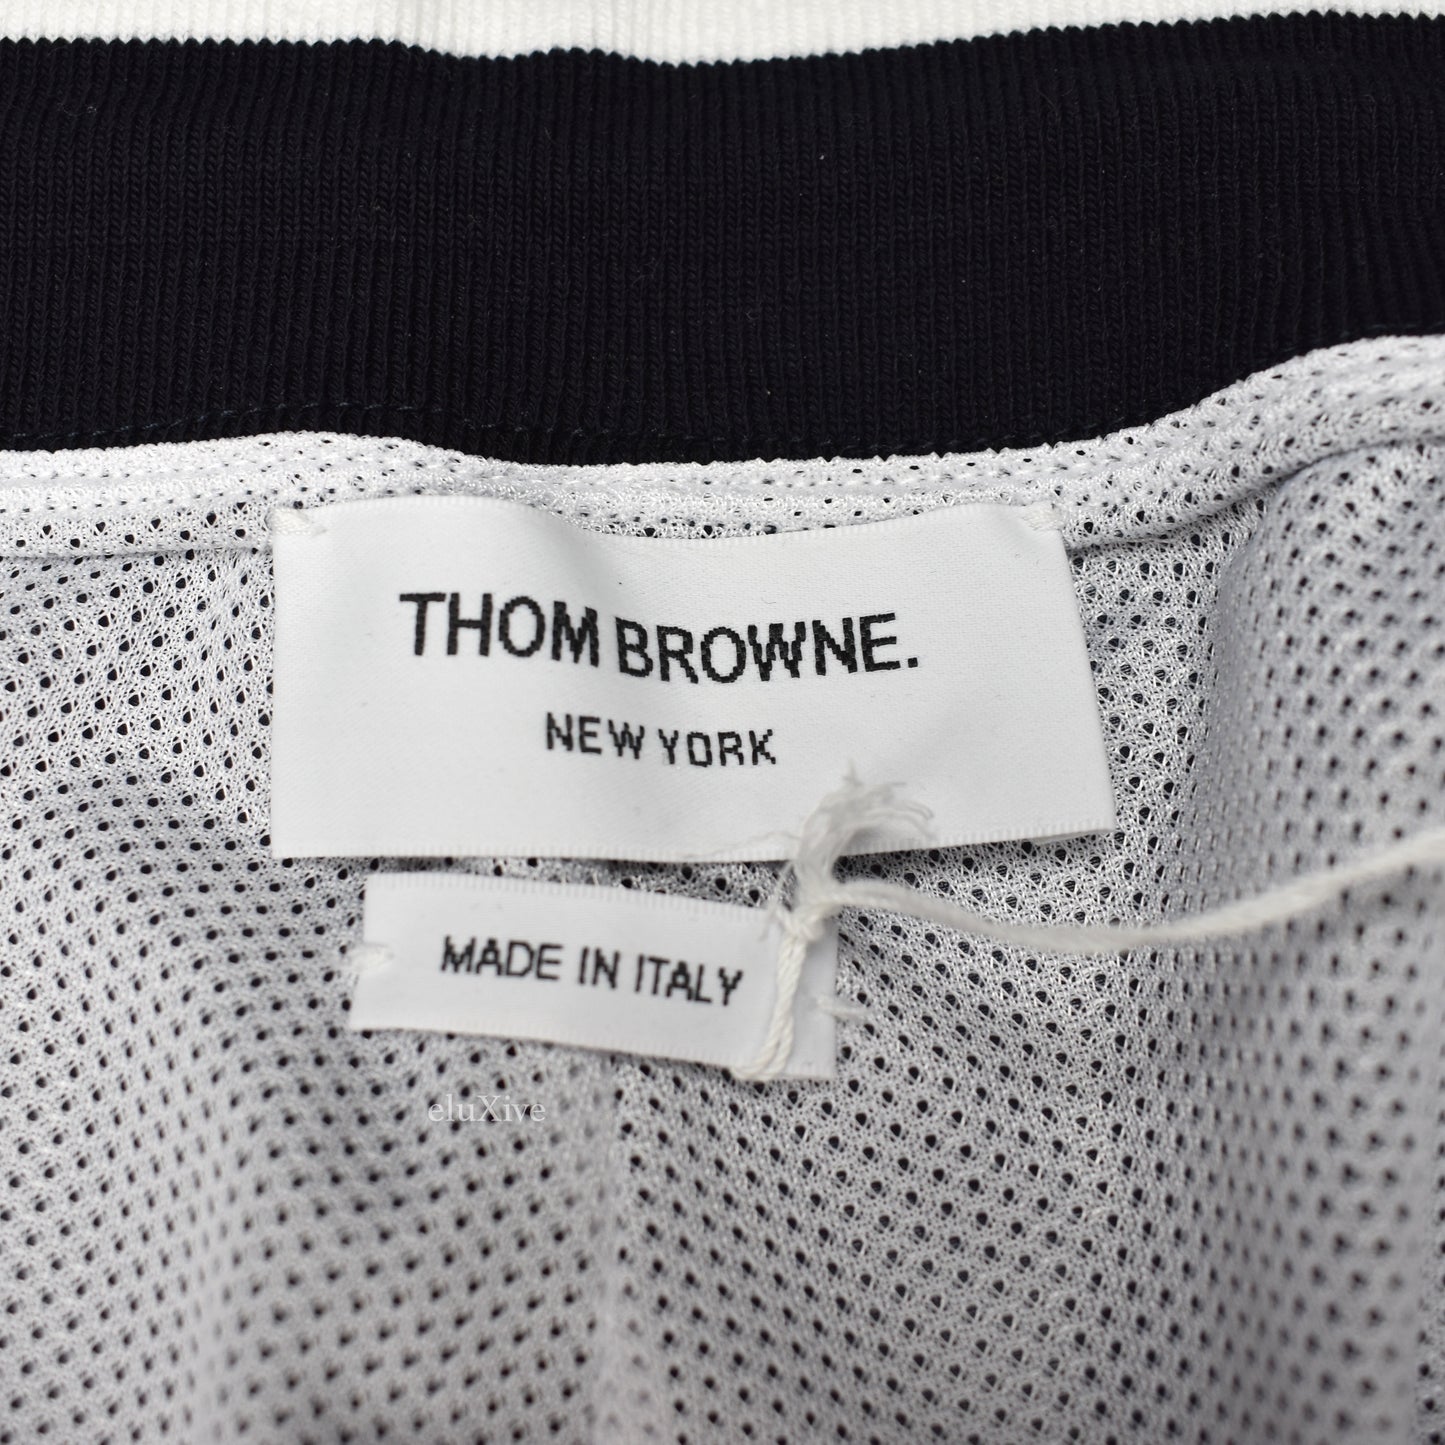 THOM BROWNE.
NEW YORK
MADE IN ITALY
eluXive